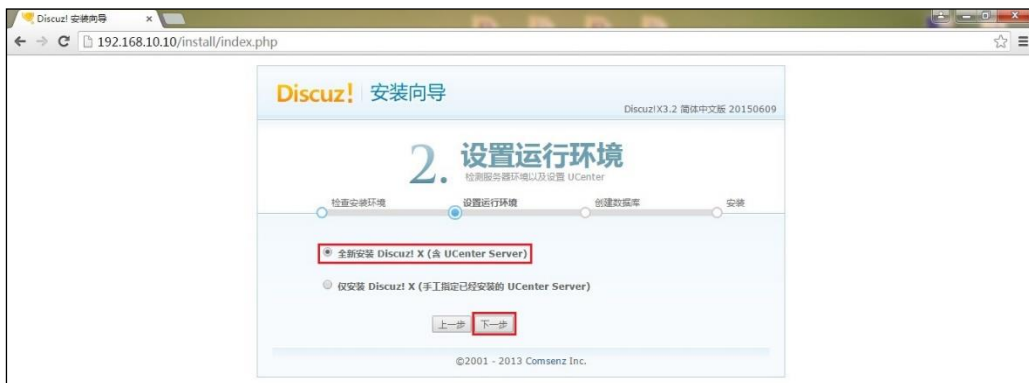 Discuz! 安装向导
192.168.10.10/install/index.php
Discuz! 安装向导
Discuz!X3.2 简体中文版 20150609
2. 设置运行环境
检测服务器环境以及设置 UCenter
检查安装环境 设置运行环境 创建数据库 安装
全新安装 Discuz! X (含 UCenter Server)
仅安装 Discuz! X (手工指定已经安装的 UCenter Server)
上一步 下一步
©2001 - 2013 Comsenz Inc.